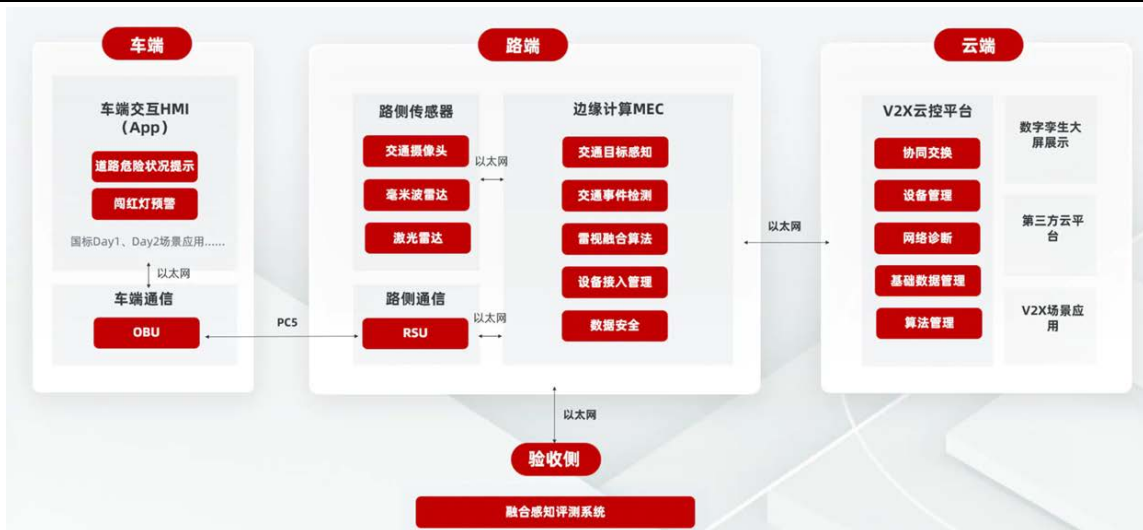 车端
车端交互HMI
（App）
道路危险状况提示
闯红灯预警
国标Day1、Day2场景应用......
以太网
车端通信
OBU
PC5
路端
路侧传感器
交通摄像头
毫米波雷达
激光雷达
以太网
路侧通信
RSU
以太网
边缘计算MEC
交通目标感知
交通事件检测
雷视融合算法
设备接入管理
数据安全
以太网
云端
V2X云控平台
协同交换
设备管理
网络诊断
基础数据管理
算法管理
数字孪生大
屏展示
第三方云平
台
V2X场景应
用
以太网
验收侧
融合感知评测系统